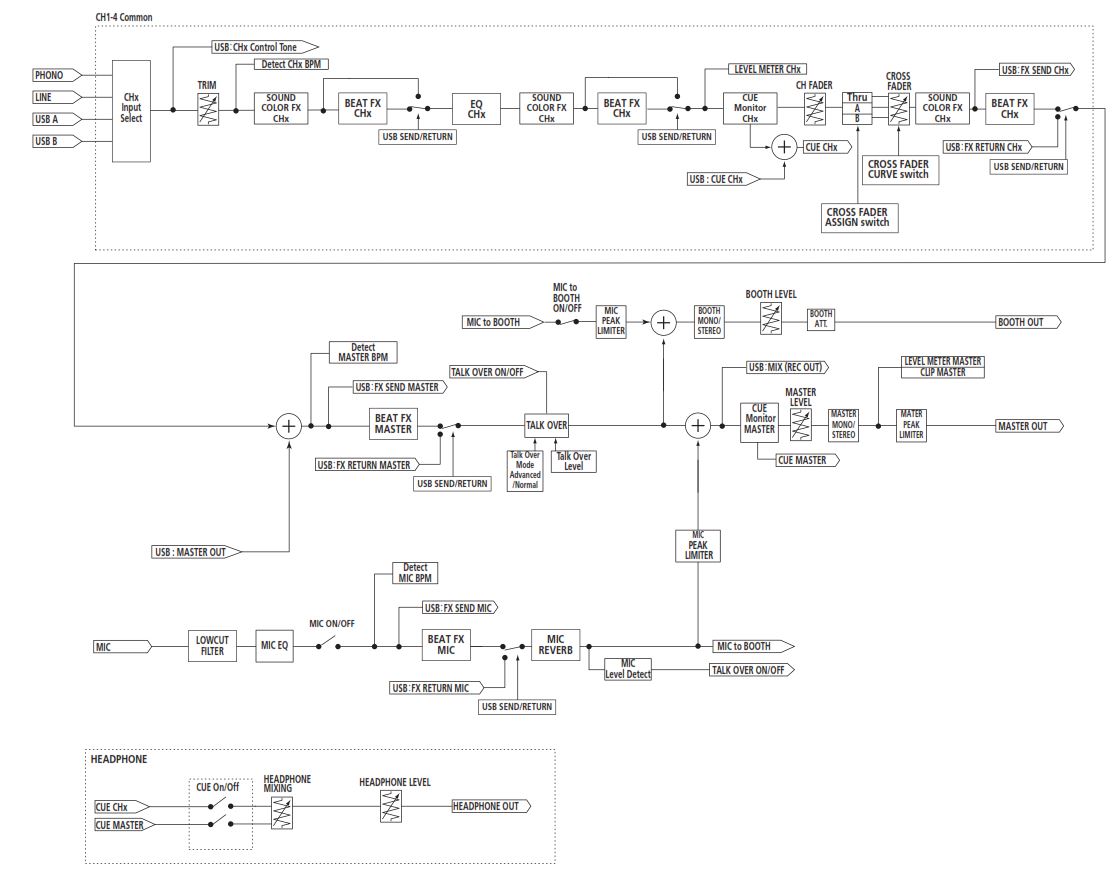 CH1-4 Common
USB:CHx Control Tone
Detect CHx BPM
PHONO
LINE
USB A
USB B
CHx
Input
Select
TRIM
SOUND
COLOR FX
CHx
BEAT FX
CHx
USB SEND/RETURN
EQ
CHx
SOUND
COLOR FX
CHx
BEAT FX
CHx
USB SEND/RETURN
LEVEL METER CHx
CUE
Monitor
CHx
CH FADER
Thru
A
B
CROSS
FADER
SOUND
COLOR FX
CHx
USB:FX SEND CHx
BEAT FX
CHx
USB : CUE CHx
CUE CHx
USB:FX RETURN CHx
USB SEND/RETURN
CROSS FADER
CURVE switch
CROSS FADER
ASSIGN switch
MIC to BOOTH
MIC to
BOOTH
ON/OFF
MIC
PEAK
LIMITER
BOOTH
MONO/
STEREO
BOOTH LEVEL
BOOTH
ATT.
BOOTH OUT
Detect
MASTER BPM
USB:FX SEND MASTER
TALK OVER ON/OFF
BEAT FX
MASTER
USB:FX RETURN MASTER
USB SEND/RETURN
TALK OVER
Talk Over
Mode
Advanced
/Normal
Talk Over
Level
USB:MIX (REC OUT)
CUE
Monitor
MASTER
MASTER
LEVEL
MASTER
MONO/
STEREO
LEVEL METER MASTER
CLIP MASTER
MATER
PEAK
LIMITER
MASTER OUT
CUE MASTER
USB : MASTER OUT
MIC
PEAK
LIMITER
MIC
LOWCUT
FILTER
MIC EQ
MIC ON/OFF
Detect
MIC BPM
USB:FX SEND MIC
BEAT FX
MIC
USB:FX RETURN MIC
USB SEND/RETURN
MIC
REVERB
MIC
Level Detect
MIC to BOOTH
TALK OVER ON/OFF
HEADPHONE
CUE CHx
CUE MASTER
CUE On/Off
HEADPHONE
MIXING
HEADPHONE LEVEL
HEADPHONE OUT